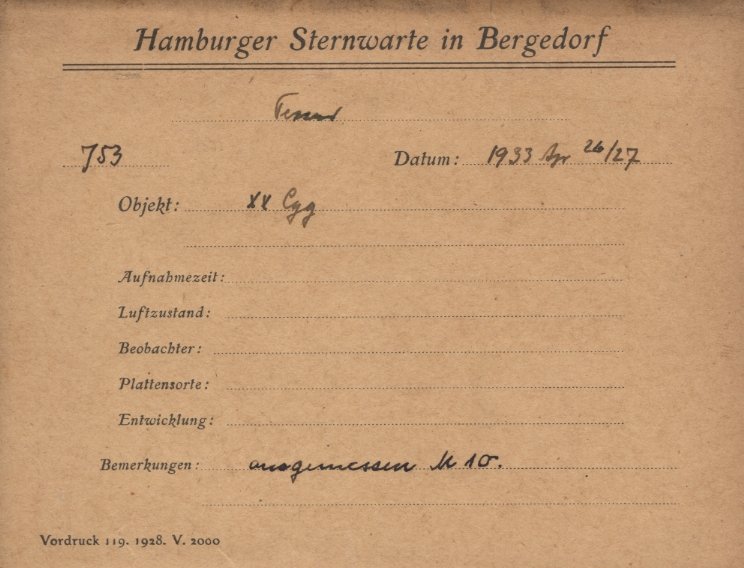 Hamburger Sternwarte in Bergedorf
753 Datum: 1933 Apr 26/27
Objekt: XX Cyg
Aufnahmezeit:
Luftzustand:
Beobachter:
Plattensorte:
Entwicklung:
Bemerkungen: ausgemessen M 10.
Vordruck 119. 1928. V. 2000